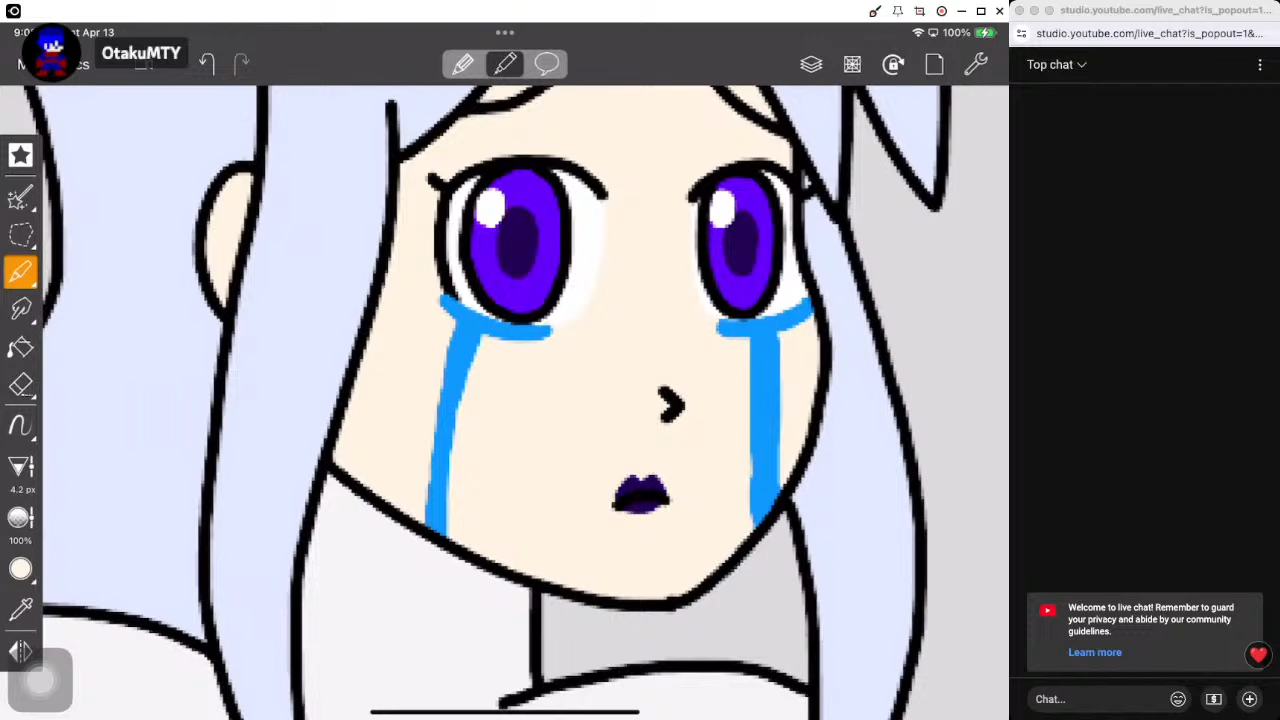 studio.youtube.com/live_chat?is_popout=1...
studio.youtube.com/live_chat?is_popout=1&...
Sat Apr 13
100%
OtakuMTY
Top chat
4.2 px
100%
Welcome to live chat! Remember to guard
your privacy and abide by our community
guidelines.
Learn more
Chat...